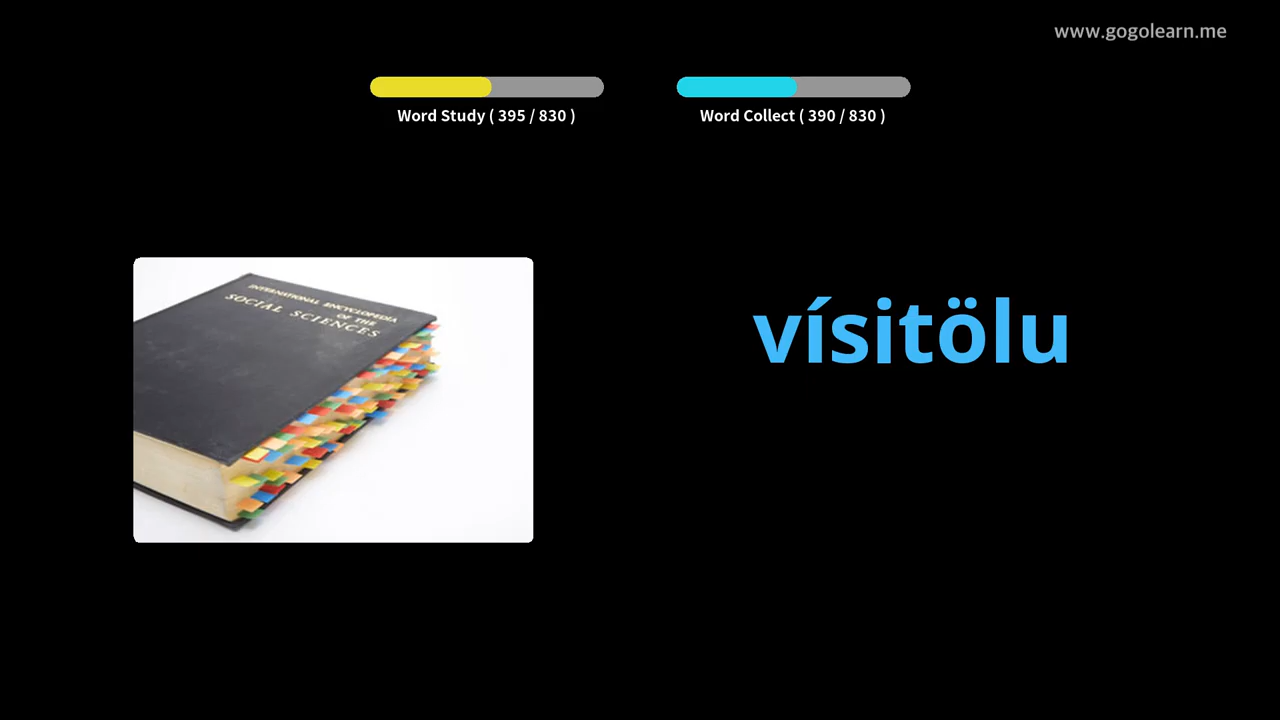 www.gogolearn.me
Word Study ( 395 / 830 )
Word Collect ( 390 / 830 )
INTERNATIONAL ENCYCLOPEDIA
OF THE
SOCIAL SCIENCES
vísitölu